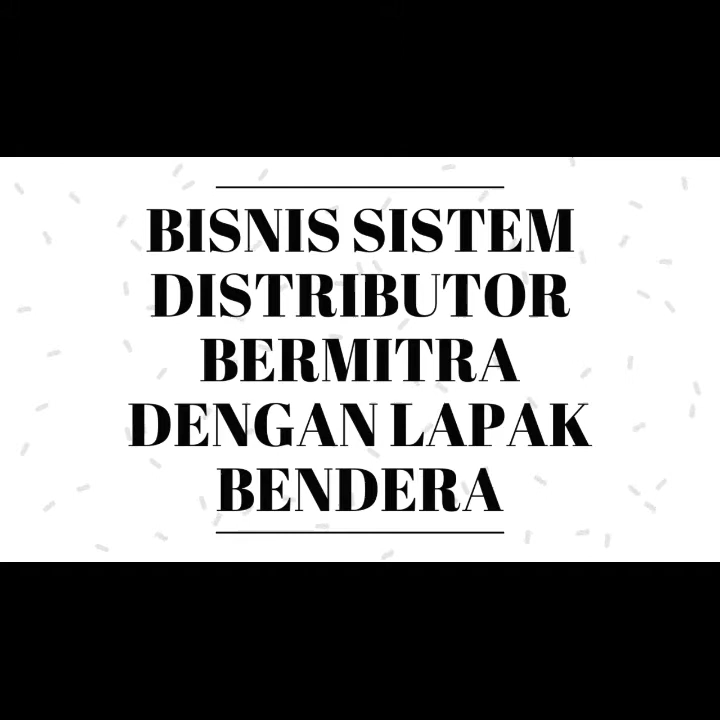 BISNIS SISTEM
DISTRIBUTOR
BERMITRA
DENGAN LAPAK
BENDERA